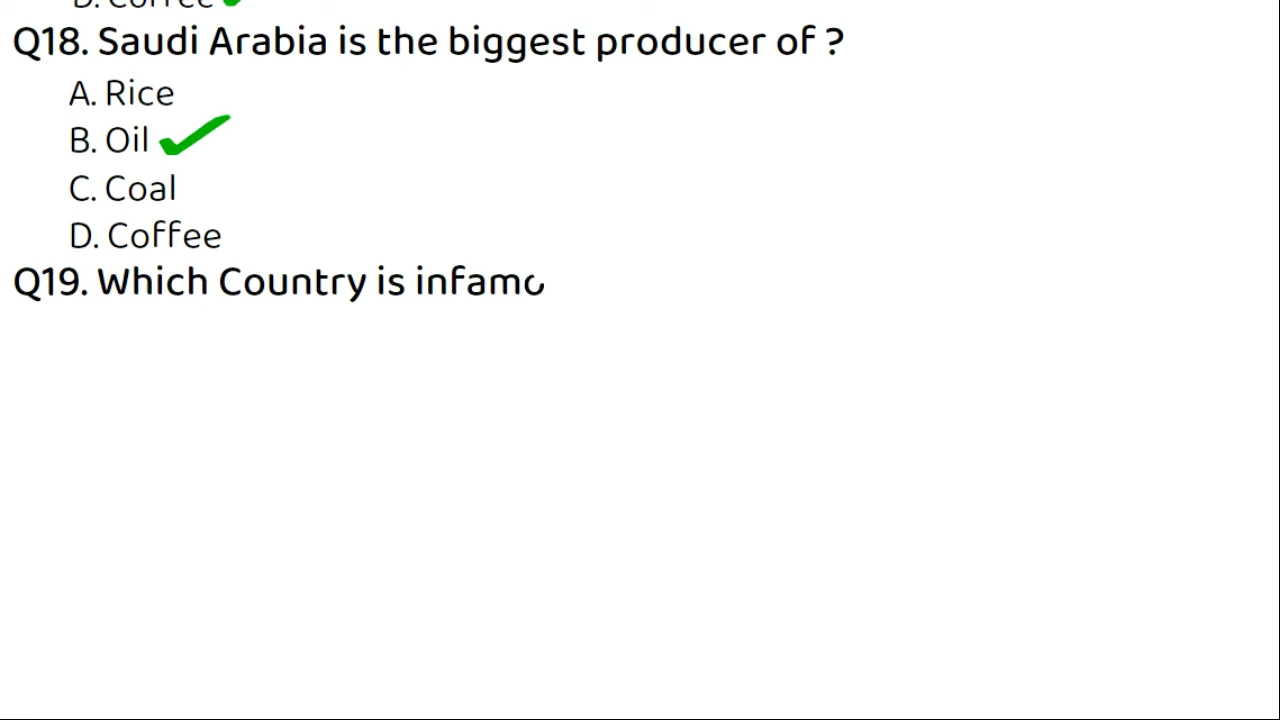 D. Coffee
Q18. Saudi Arabia is the biggest producer of ?
A. Rice
B. Oil
C. Coal
D. Coffee
Q19. Which Country is infamo